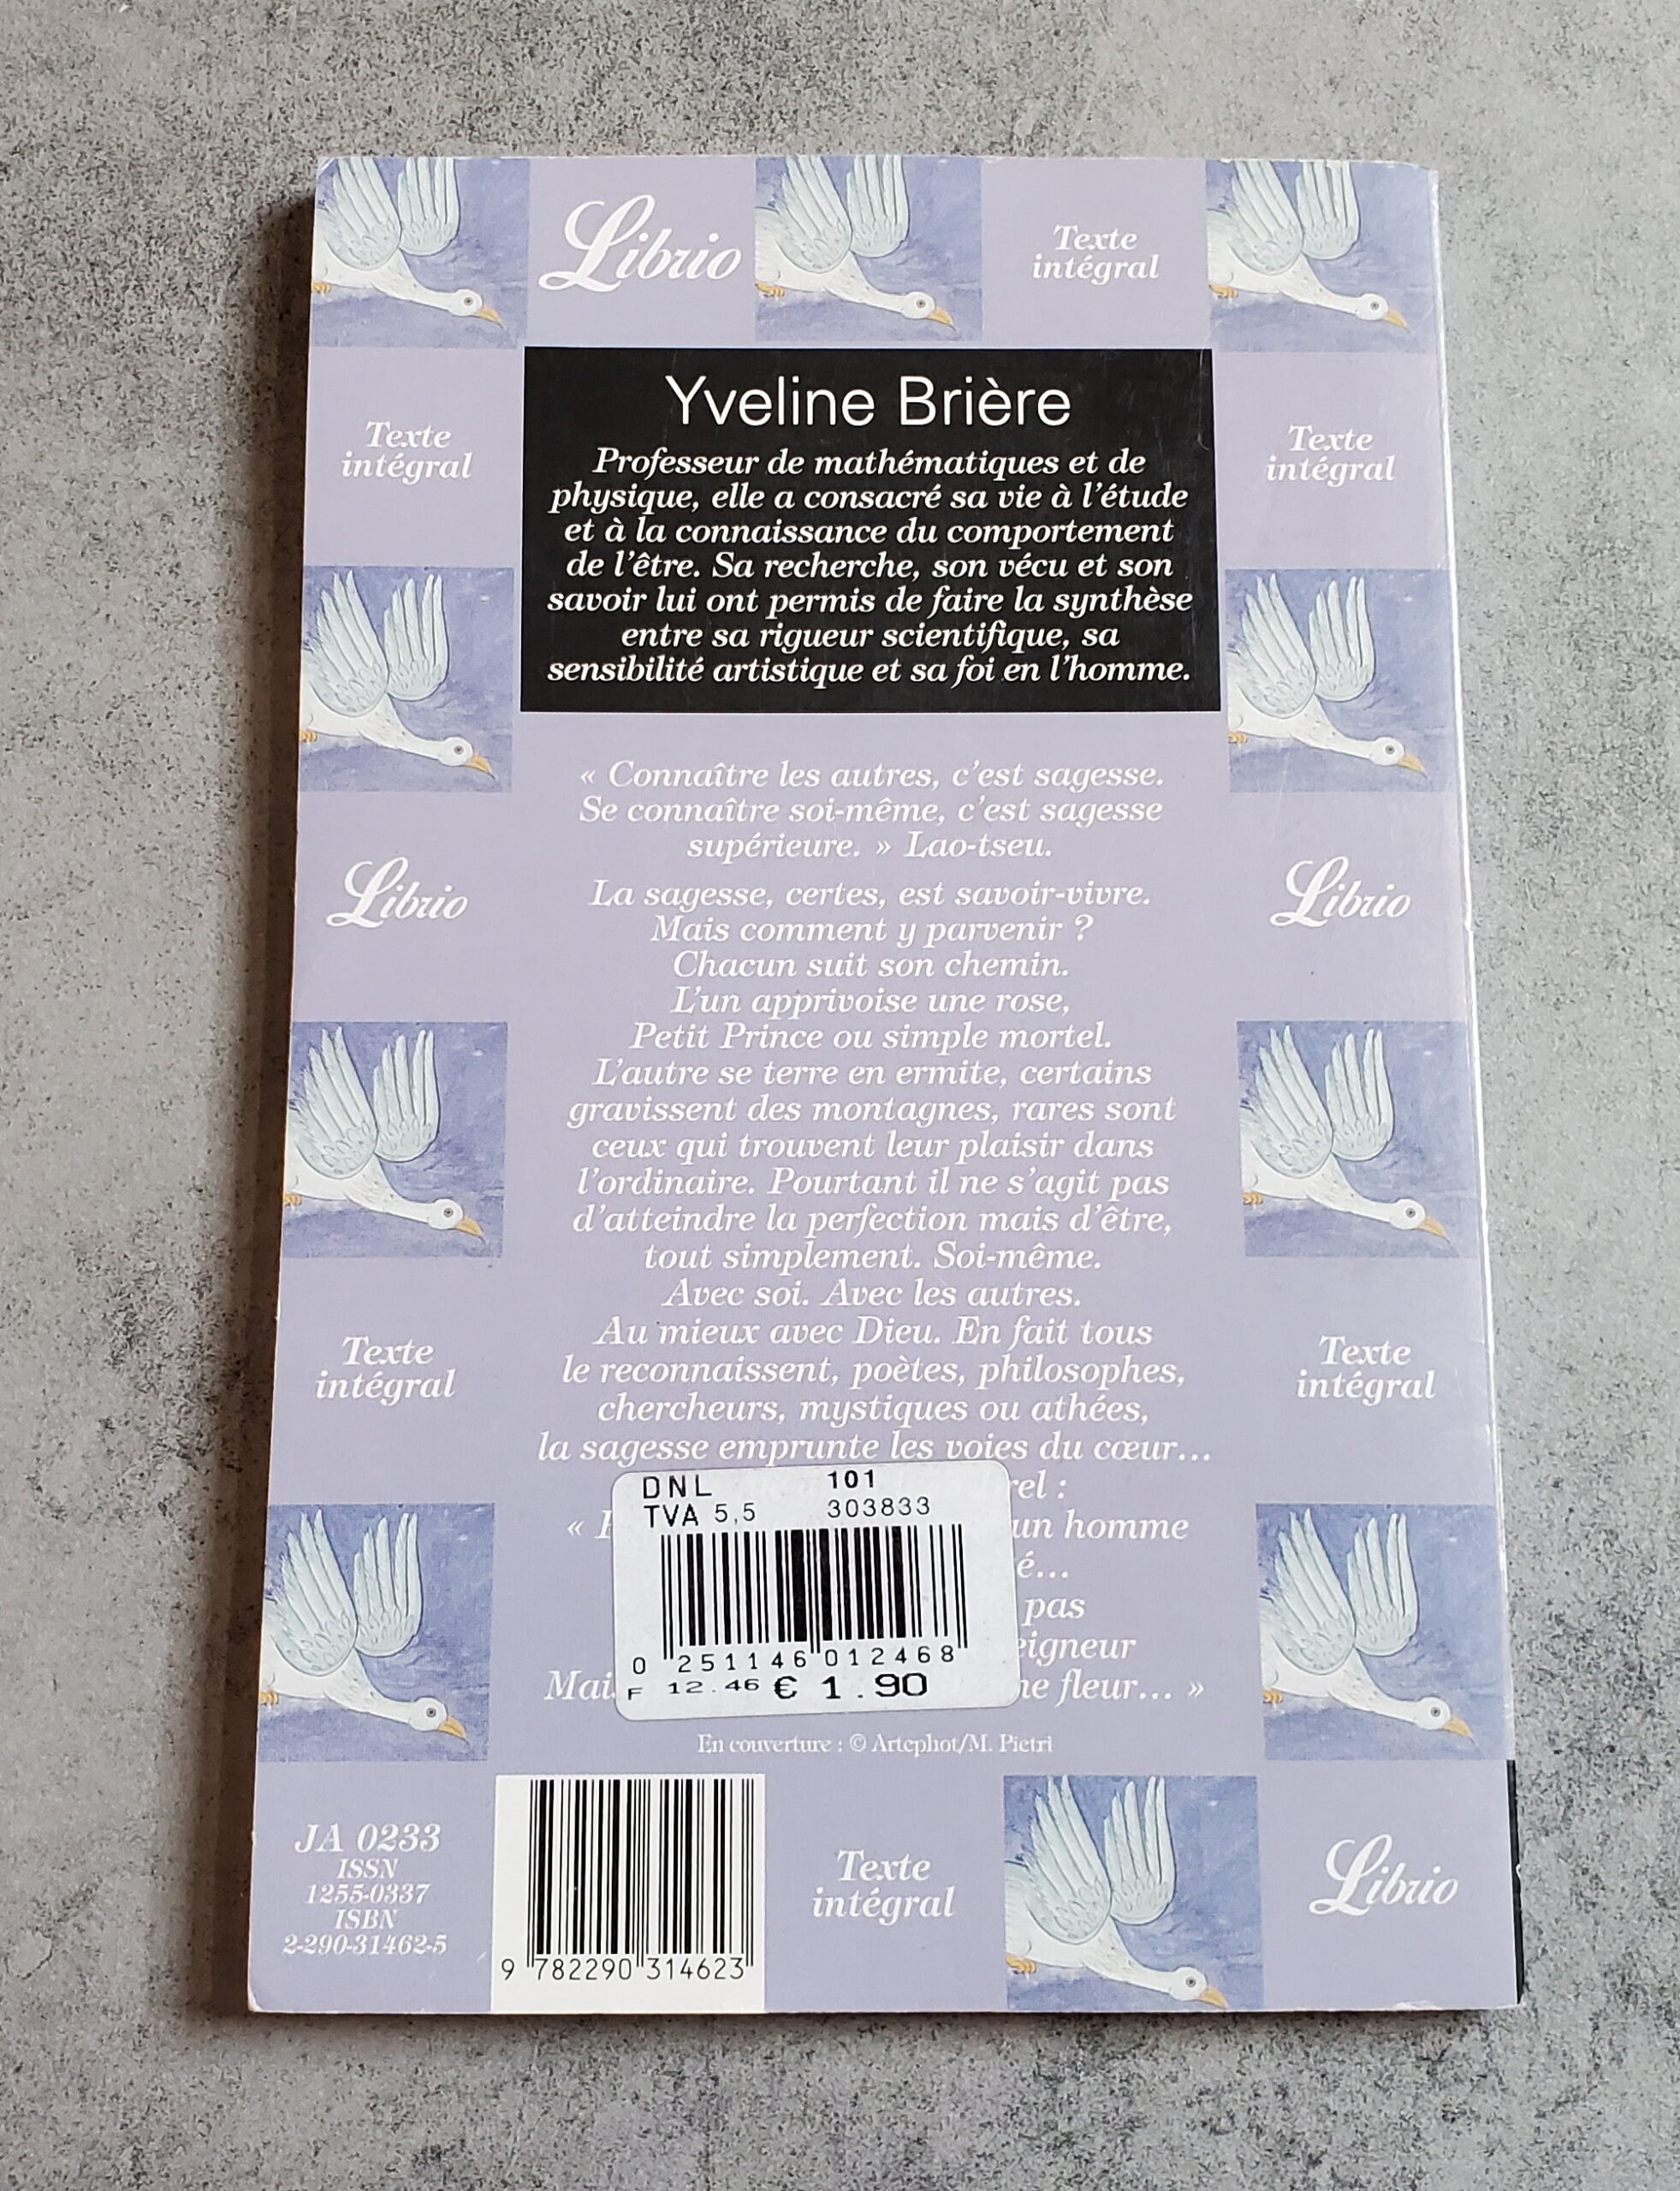 Librio
Texte
intégral
Yveline Brière
Professeur de mathématiques et de
physique, elle a consacré sa vie à l'étude
et à la connaissance du comportement
de l'être. Sa recherche, son vécu et son
savoir lui ont permis de faire la synthèse
entre sa rigueur scientifique, sa
sensibilité artistique et sa foi en l'homme.
Texte
intégral
Texte
intégral
« Connaître les autres, c'est sagesse.
Se connaître soi-même, c'est sagesse
supérieure. » Lao-tseu.
Librio
Librio
La sagesse, certes, est savoir-vivre.
Mais comment y parvenir ?
Chacun suit son chemin.
L'un apprivoise une rose,
Petit Prince ou simple mortel.
L'autre se terre en ermite, certains
gravissent des montagnes, rares sont
ceux qui trouvent leur plaisir dans
l'ordinaire. Pourtant il ne s'agit pas
d'atteindre la perfection mais d'être,
tout simplement. Soi-même.
Avec soi. Avec les autres.
Au mieux avec Dieu. En fait tous
le reconnaissent, poètes, philosophes,
chercheurs, mystiques ou athées,
la sagesse emprunte les voies du cœur...
Texte
intégral
Texte
intégral
« un homme
pas
fleur... »
DNL 101
TVA 5,5 303833
0 251146 012468
F 12.46 € 1.90
En couverture : © Artephot/M. Pietri
JA 0233
ISSN
1255-0337
ISBN
2-290-31462-5
9 782290 314623
Texte
intégral
Librio